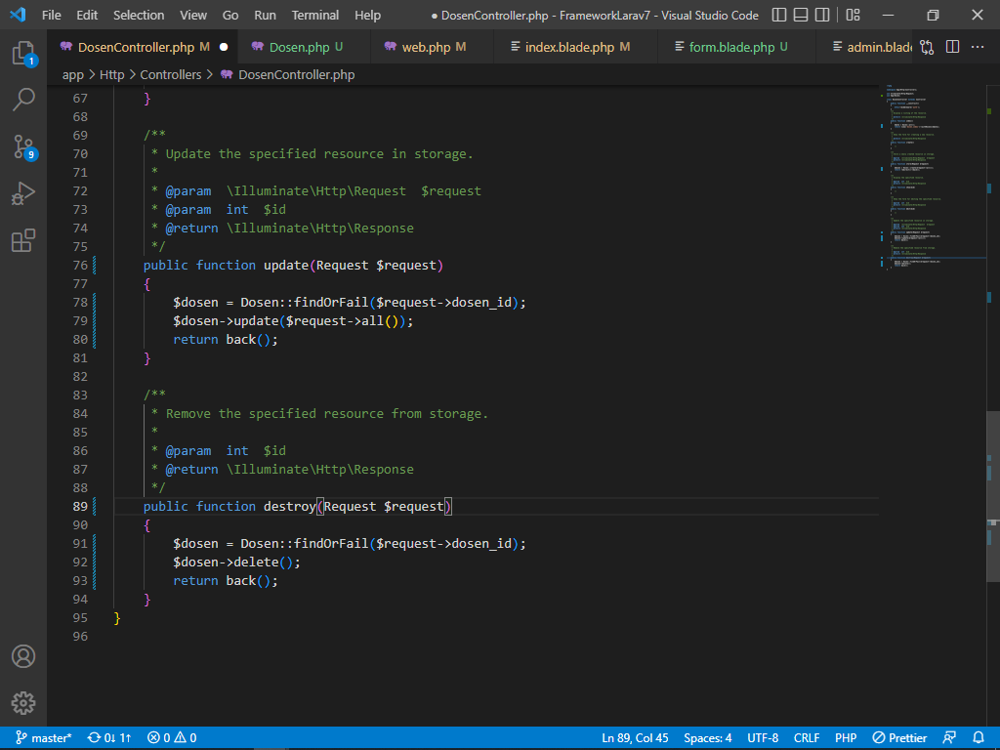 File Edit Selection View Go Run Terminal Help ● DosenController.php - FrameworkLarav7 - Visual Studio Code
DosenController.php M ● Dosen.php U web.php M index.blade.php M form.blade.php U admin.blade
app > Http > Controllers > DosenController.php
1
9
67 }
68
69 /**
70 * Update the specified resource in storage.
71 *
72 * @param  \Illuminate\Http\Request  $request
73 * @param  int  $id
74 * @return \Illuminate\Http\Response
75 */
76 public function update(Request $request)
77 {
78 $dosen = Dosen::findOrFail($request->dosen_id);
79 $dosen->update($request->all());
80 return back();
81 }
82
83 /**
84 * Remove the specified resource from storage.
85 *
86 * @param  int  $id
87 * @return \Illuminate\Http\Response
88 */
89 public function destroy(Request $request)
90 {
91 $dosen = Dosen::findOrFail($request->dosen_id);
92 $dosen->delete();
93 return back();
94 }
95 }
96
master* 0↓ 1↑ 0 0 Ln 89, Col 45 Spaces: 4 UTF-8 CRLF PHP Prettier